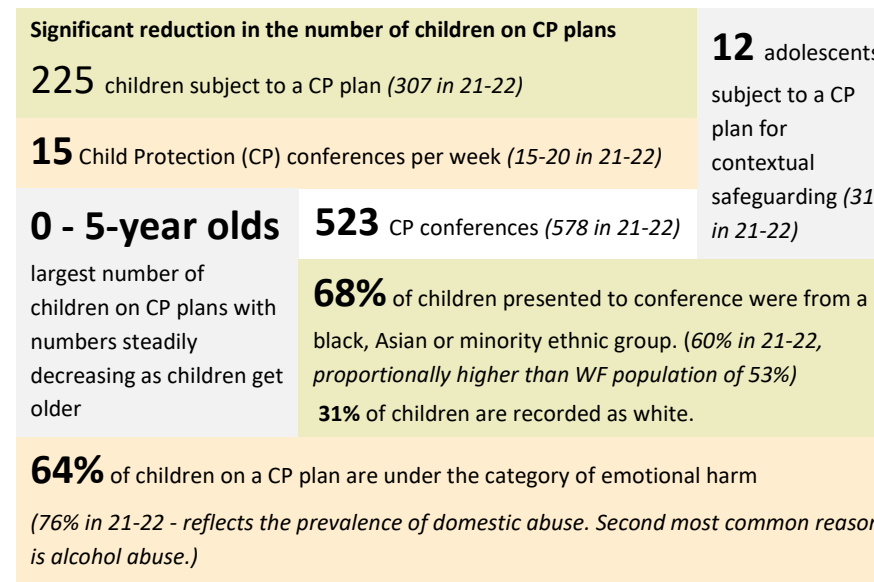 Significant reduction in the number of children on CP plans
225 children subject to a CP plan (307 in 21-22)
15 Child Protection (CP) conferences per week (15-20 in 21-22)
12 adolescents
subject to a CP
plan for
contextual
safeguarding (31
in 21-22)
0 - 5-year olds
largest number of
children on CP plans with
numbers steadily
decreasing as children get
older
523 CP conferences (578 in 21-22)
68% of children presented to conference were from a
black, Asian or minority ethnic group. (60% in 21-22,
proportionally higher than WF population of 53%)
31% of children are recorded as white.
64% of children on a CP plan are under the category of emotional harm
(76% in 21-22 - reflects the prevalence of domestic abuse. Second most common reason
is alcohol abuse.)